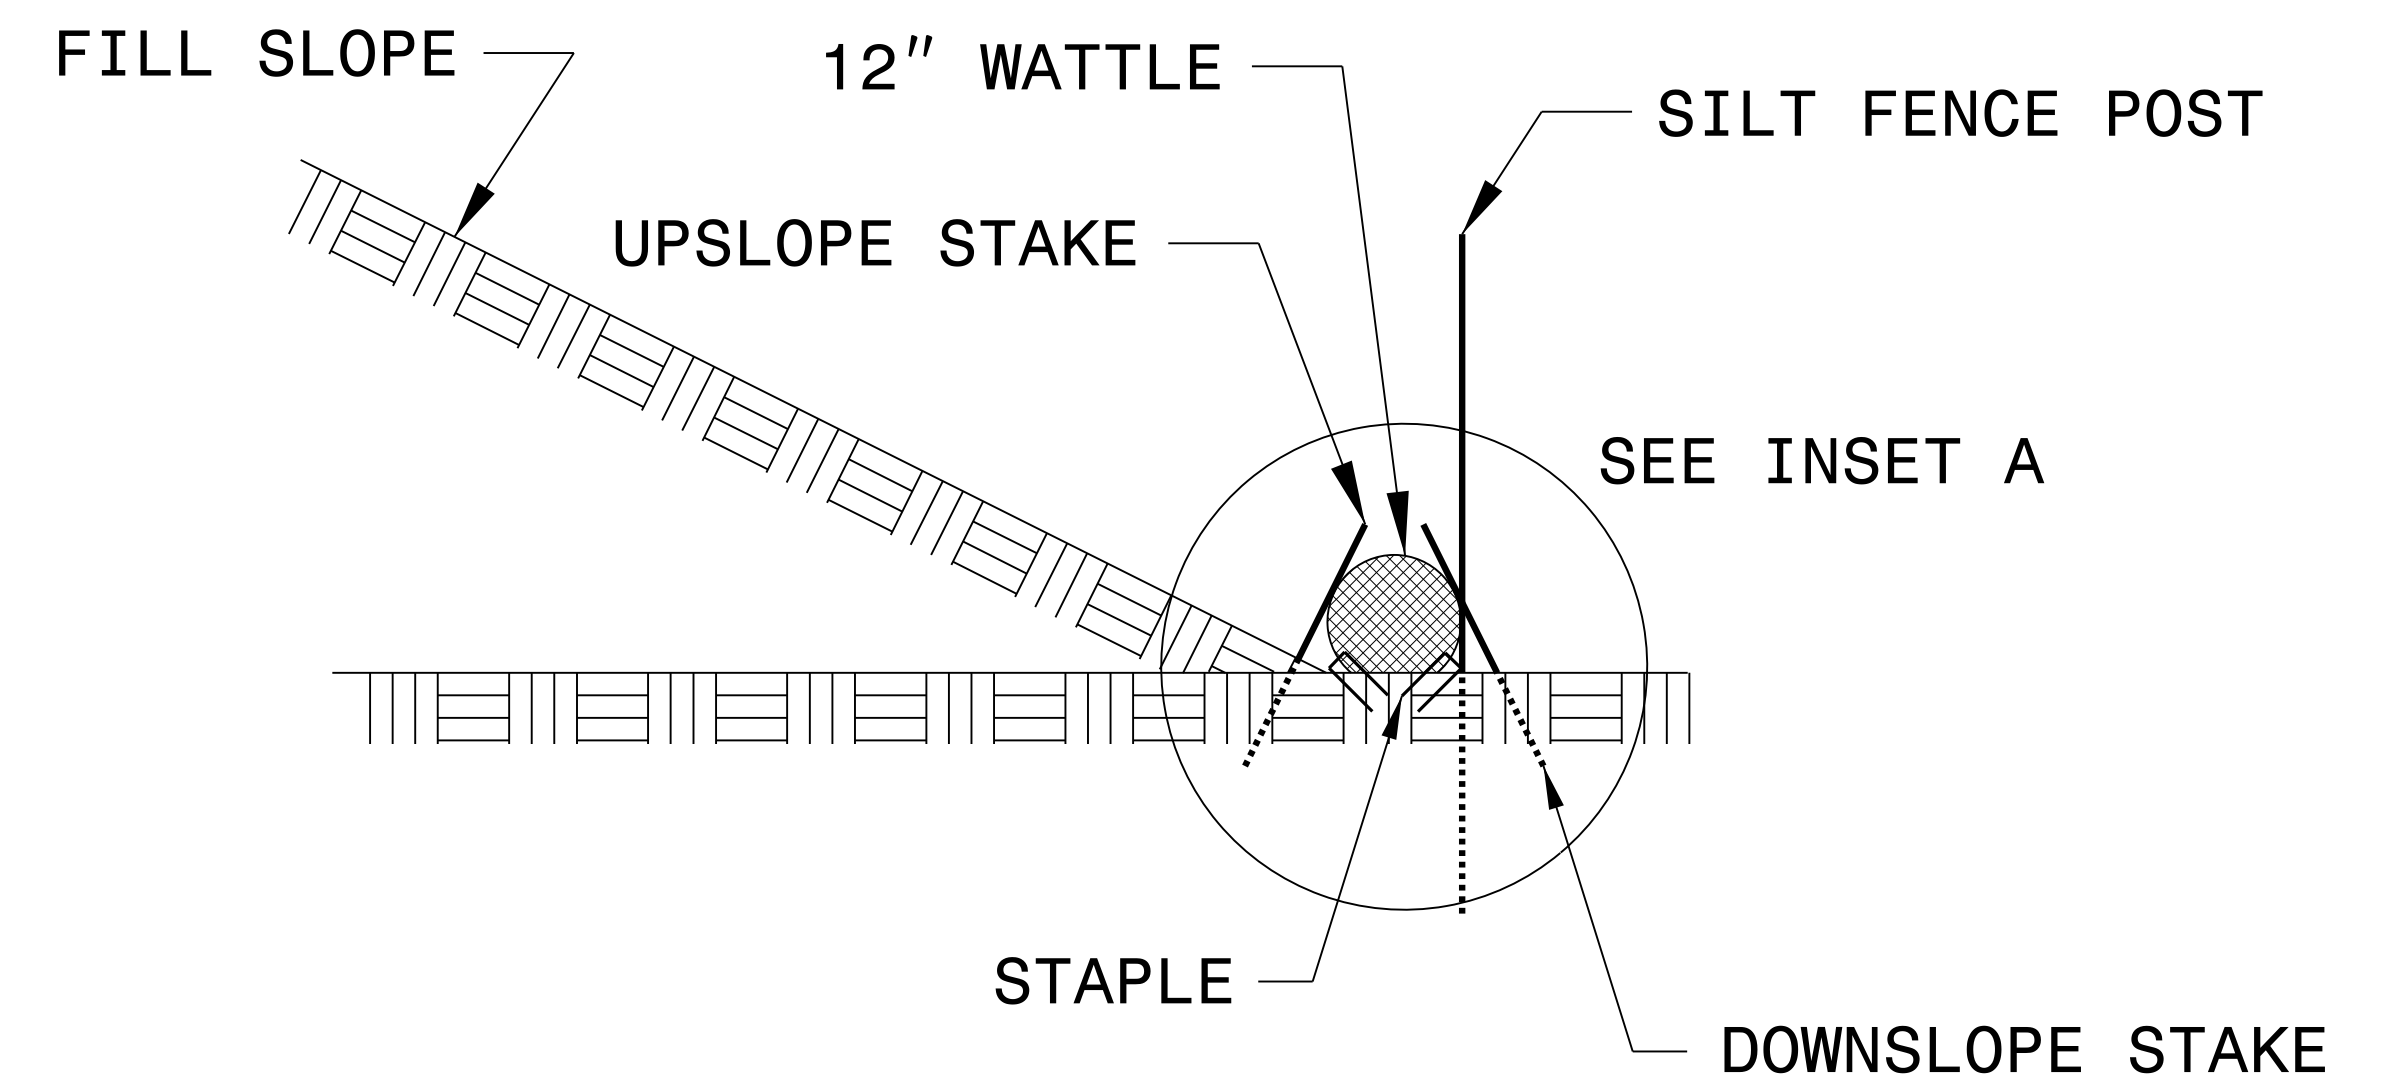 FILL SLOPE
12" WATTLE
SILT FENCE POST
UPSLOPE STAKE
SEE INSET A
STAPLE
DOWNSLOPE STAKE